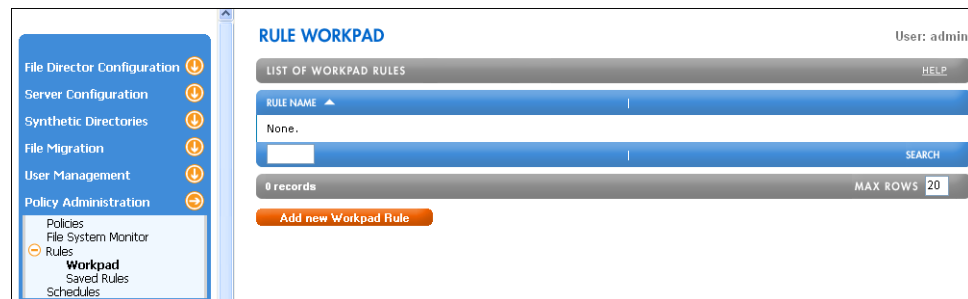 File Director Configuration
Server Configuration
Synthetic Directories
File Migration
User Management
Policy Administration
Policies
File System Monitor
Rules
Workpad
Saved Rules
Schedules
RULE WORKPAD
User: admin
LIST OF WORKPAD RULES
HELP
RULE NAME
None.
SEARCH
0 records
MAX ROWS 20
Add new Workpad Rule